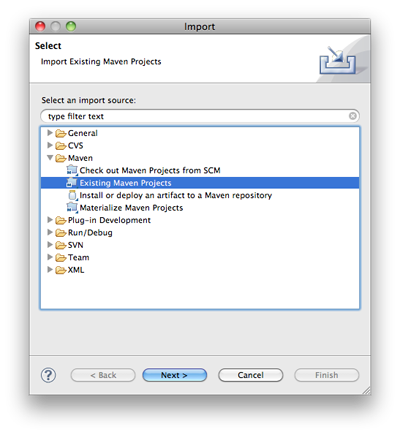 Import
Select
Import Existing Maven Projects
Select an import source:
type filter text
General
CVS
Maven
Check out Maven Projects from SCM
Existing Maven Projects
Install or deploy an artifact to a Maven repository
Materialize Maven Projects
Plug-in Development
Run/Debug
SVN
Team
XML
? < Back Next > Cancel Finish